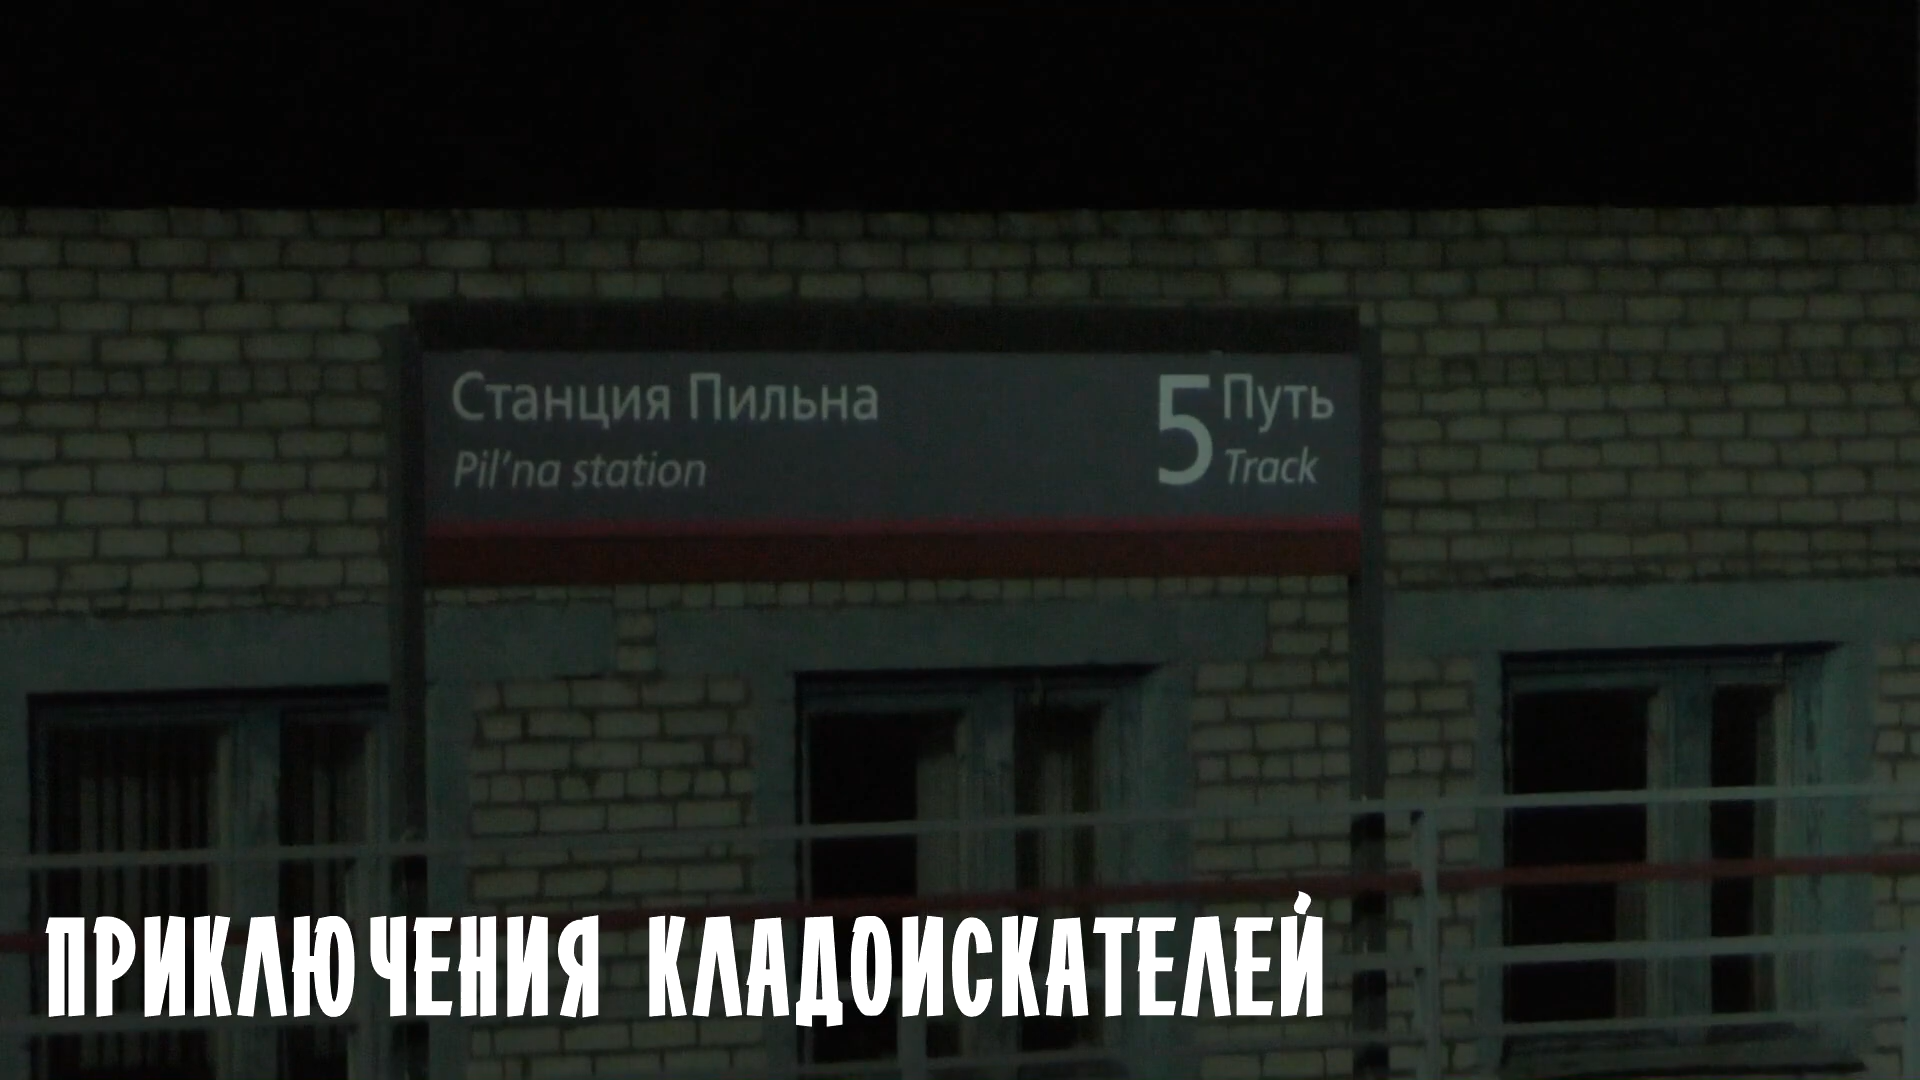 Станция Пильна
Pil'na station
5 Путь
Track
ПРИКЛЮЧЕНИЯ КЛАДОИСКАТЕЛЕЙ